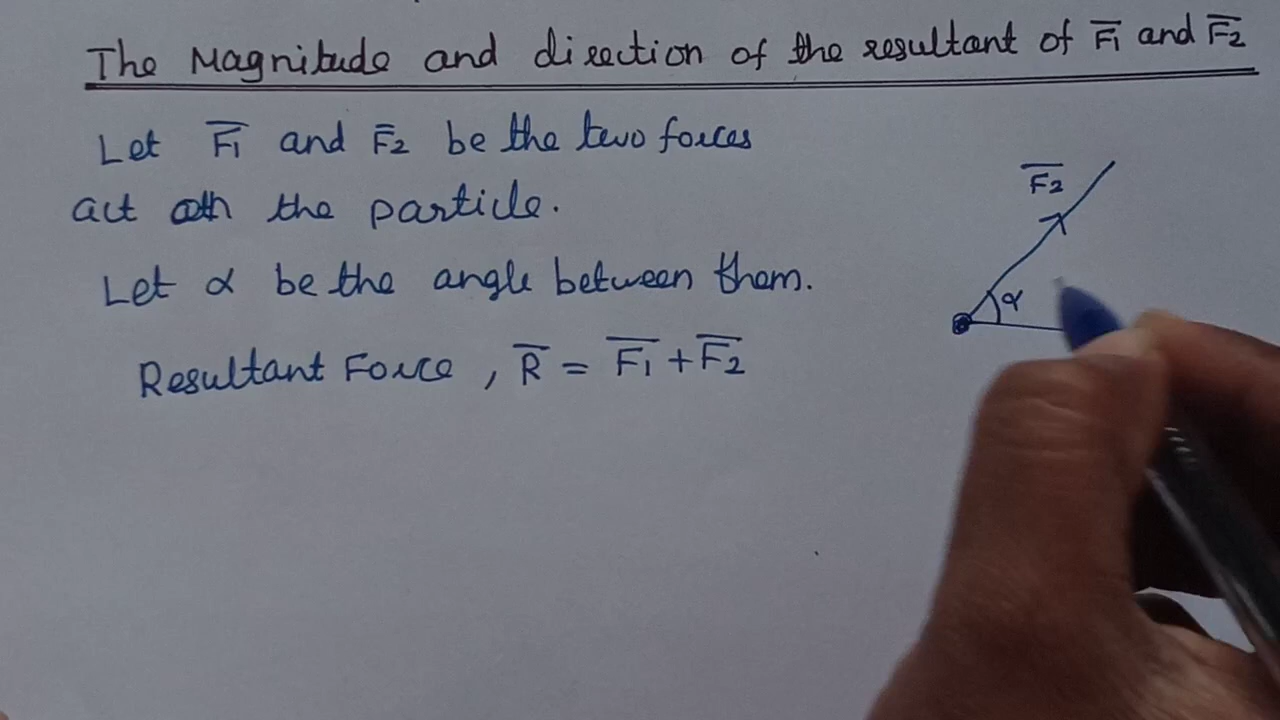 The Magnitude and direction of the resultant of F̅₁ and F̅₂
Let F̅₁ and F̅₂ be the two forces
act the particle.
Let α be the angle between them.
Resultant Force , R̅ = F̅₁ + F̅₂
F̅₂
α